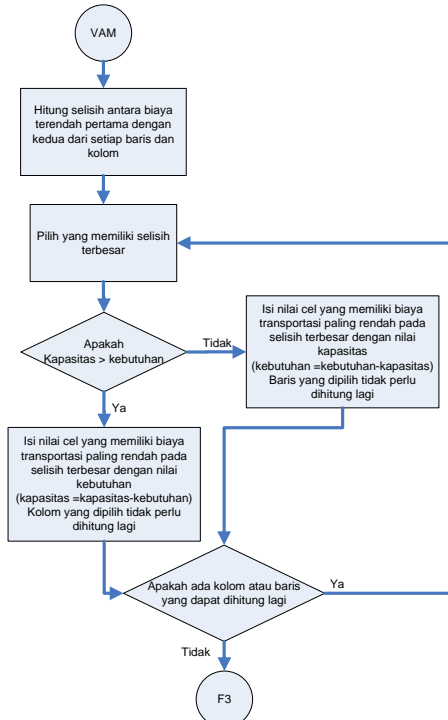 VAM
Hitung selisih antara biaya
terendah pertama dengan
kedua dari setiap baris dan
kolom
Pilih yang memiliki selisih
terbesar
Apakah
Kapasitas > kebutuhan
Tidak
Isi nilai cel yang memiliki biaya
transportasi paling rendah pada
selisih terbesar dengan nilai
kapasitas
(kebutuhan =kebutuhan-kapasitas)
Baris yang dipilih tidak perlu
dihitung lagi
Ya
Isi nilai cel yang memiliki biaya
transportasi paling rendah pada
selisih terbesar dengan nilai
kebutuhan
(kapasitas =kapasitas-kebutuhan)
Kolom yang dipilih tidak perlu
dihitung lagi
Apakah ada kolom atau baris
yang dapat dihitung lagi
Ya
Tidak
F3